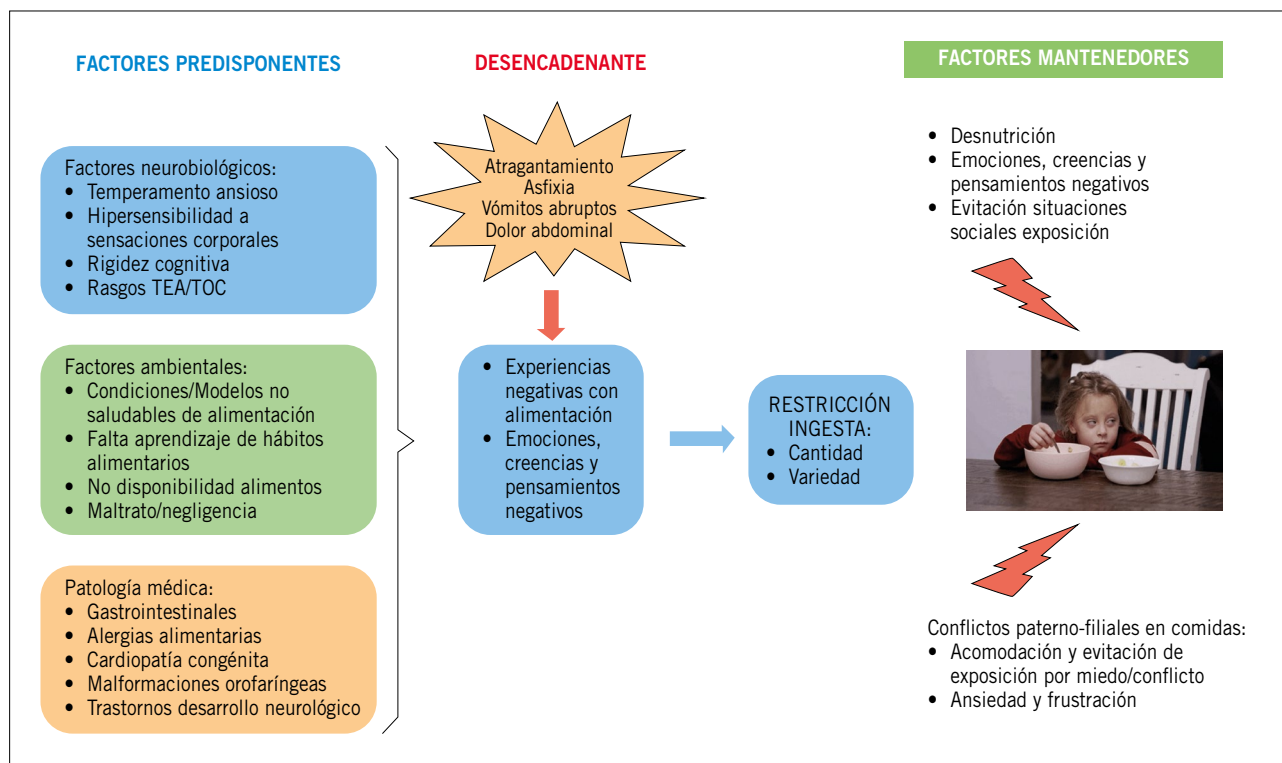 FACTORES PREDISPONENTES
Factores neurobiológicos:
• Temperamento ansioso
• Hipersensibilidad a
sensaciones corporales
• Rigidez cognitiva
• Rasgos TEA/TOC
Factores ambientales:
• Condiciones/Modelos no
saludables de alimentación
• Falta aprendizaje de hábitos
alimentarios
• No disponibilidad alimentos
• Maltrato/negligencia
Patología médica:
• Gastrointestinales
• Alergias alimentarias
• Cardiopatía congénita
• Malformaciones orofaríngeas
• Trastornos desarrollo neurológico
DESENCADENANTE
Atragantamiento
Asfixia
Vómitos abruptos
Dolor abdominal
• Experiencias
negativas con
alimentación
• Emociones,
creencias y
pensamientos
negativos
RESTRICCIÓN
INGESTA:
• Cantidad
• Variedad
FACTORES MANTENEDORES
• Desnutrición
• Emociones, creencias y
pensamientos negativos
• Evitación situaciones
sociales exposición
Conflictos paterno-filiales en comidas:
• Acomodación y evitación de
exposición por miedo/conflicto
• Ansiedad y frustración